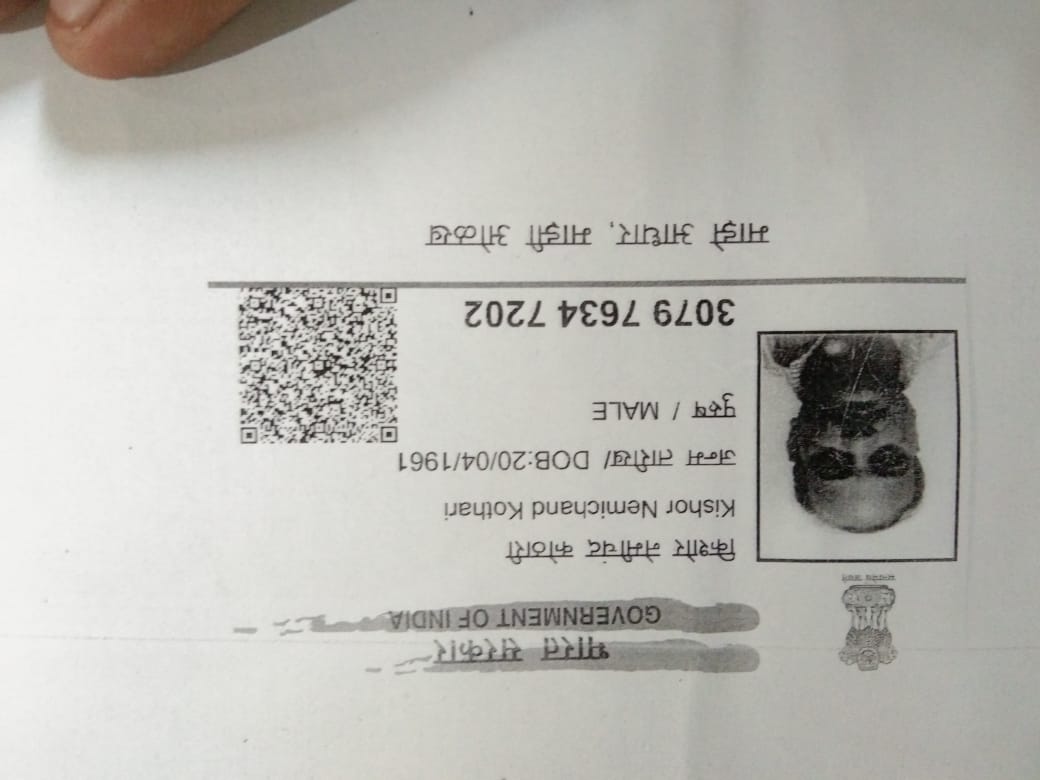 भारत सरकार
GOVERNMENT OF INDIA
सत्यमेव जयते
किशोर नेमीचंद कोठारी
Kishor Nemichand Kothari
जन्म तारीख/ DOB:20/04/1961
पुरुष / MALE
3079 7634 7202
माझे आधार, माझी ओळख